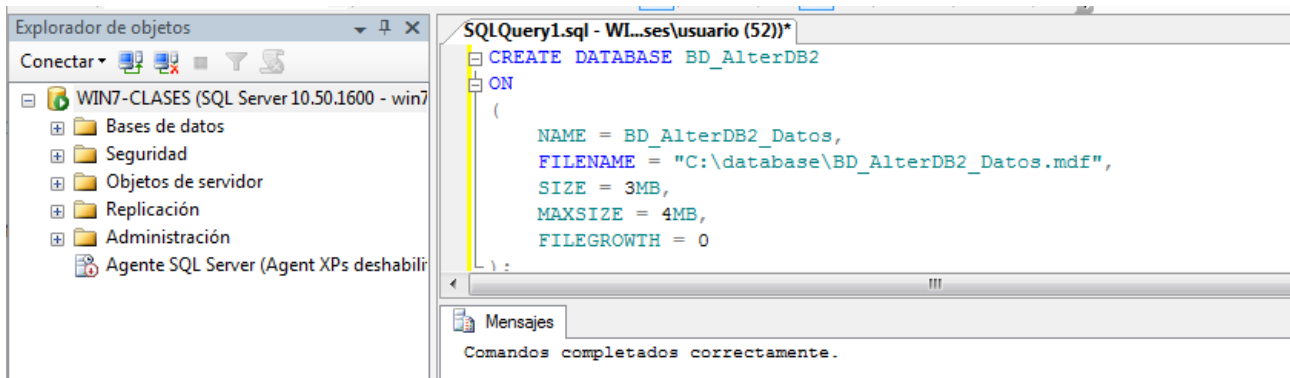 Explorador de objetos
Conectar
WIN7-CLASES (SQL Server 10.50.1600 - win7
Bases de datos
Seguridad
Objetos de servidor
Replicación
Administración
Agente SQL Server (Agent XPs deshabili
SQLQuery1.sql - WI...ses\usuario (52))*
CREATE DATABASE BD_AlterDB2
ON
(
NAME = BD_AlterDB2_Datos,
FILENAME = "C:\database\BD_AlterDB2_Datos.mdf",
SIZE = 3MB,
MAXSIZE = 4MB,
FILEGROWTH = 0
);
Mensajes
Comandos completados correctamente.